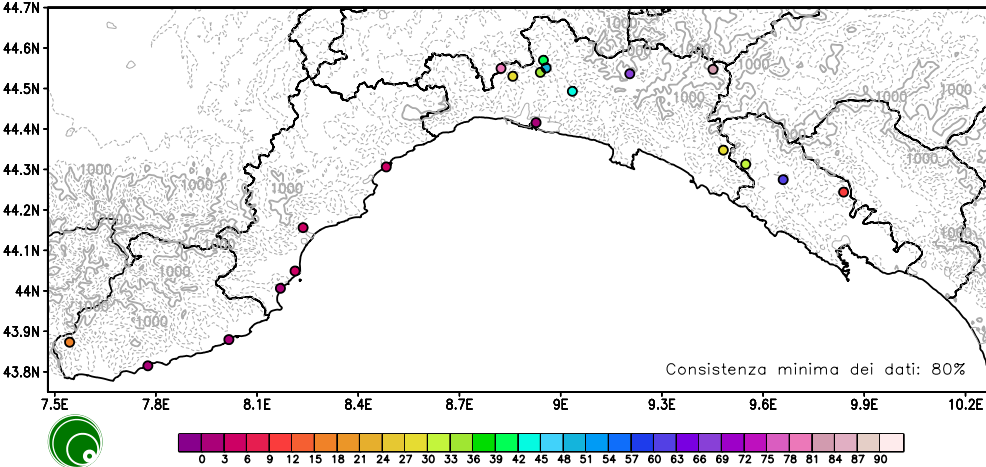 44.7N
1000
44.6N
1000
1000
44.5N
1000
1000
1000
44.4N
44.3N
1000
1000
1000
1000
44.2N
44.1N
1000
44N
1000
1000
43.9N
1000
43.8N
Consistenza minima dei dati: 80%
7.5E 7.8E 8.1E 8.4E 8.7E 9E 9.3E 9.6E 9.9E 10.2E
0 3 6 9 12 15 18 21 24 27 30 33 36 39 42 45 48 51 54 57 60 63 66 69 72 75 78 81 84 87 90